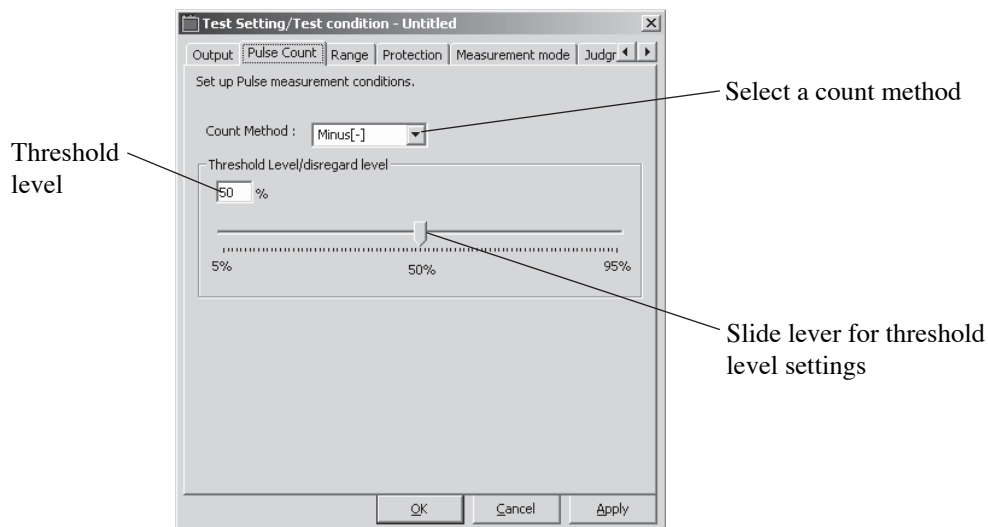 Test Setting/Test condition - Untitled
Output Pulse Count Range Protection Measurement mode Judgr
Set up Pulse measurement conditions.
Select a count method
Count Method : Minus[-]
Threshold
level
Threshold Level/disregard level
50 %
5% 50% 95%
Slide lever for threshold
level settings
OK Cancel Apply